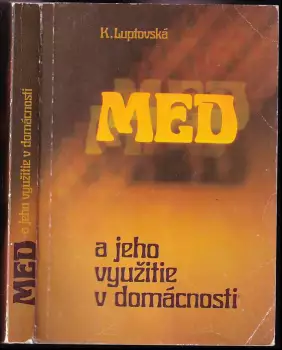 K. Luptovská
MED
a jeho
využitie
v domácnosti
MED a jeho využitie v domácnosti